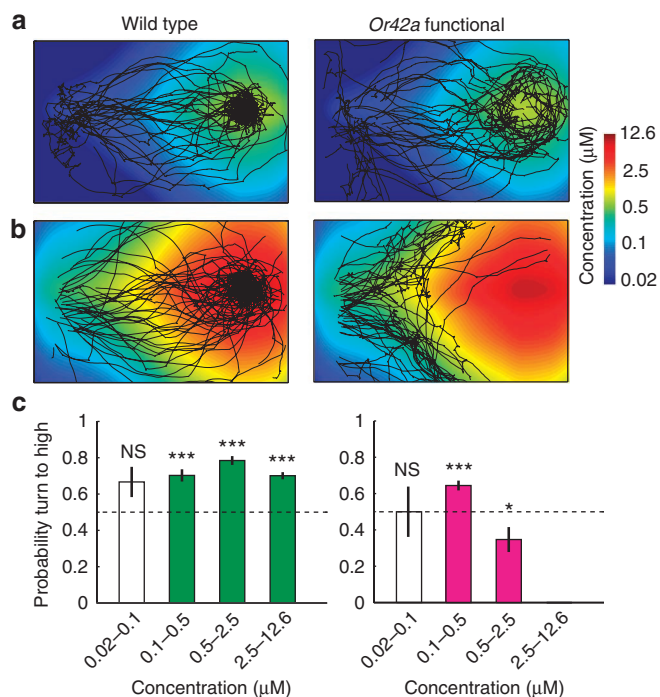 a
Wild type
Or42a functional
12.6
2.5
0.5
0.1
0.02
Concentration (μM)
b
c
Probability turn to high
1
0.8
0.6
0.4
0.2
0
NS
***
***
***
0.02–0.1
0.1–0.5
0.5–2.5
2.5–12.6
Concentration (μM)
1
0.8
0.6
0.4
0.2
0
NS
***
*
0.02–0.1
0.1–0.5
0.5–2.5
2.5–12.6
Concentration (μM)